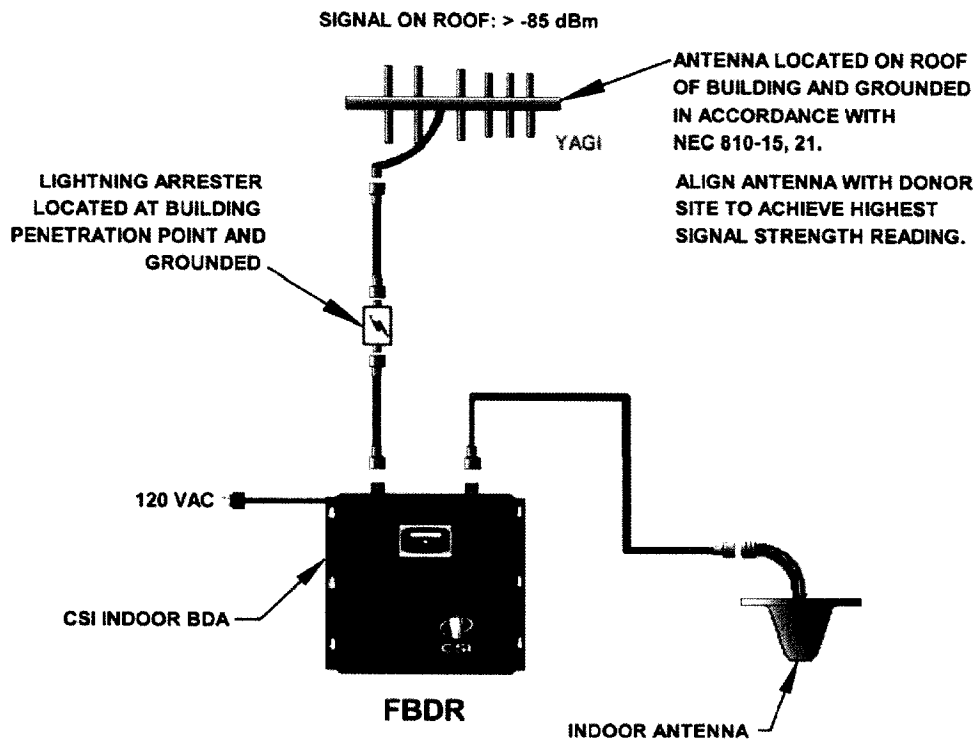 SIGNAL ON ROOF: > -85 dBm
ANTENNA LOCATED ON ROOF
OF BUILDING AND GROUNDED
IN ACCORDANCE WITH
NEC 810-15, 21.
YAGI
ALIGN ANTENNA WITH DONOR
SITE TO ACHIEVE HIGHEST
SIGNAL STRENGTH READING.
LIGHTNING ARRESTER
LOCATED AT BUILDING
PENETRATION POINT AND
GROUNDED
120 VAC
CSI INDOOR BDA
CSI
FBDR
INDOOR ANTENNA